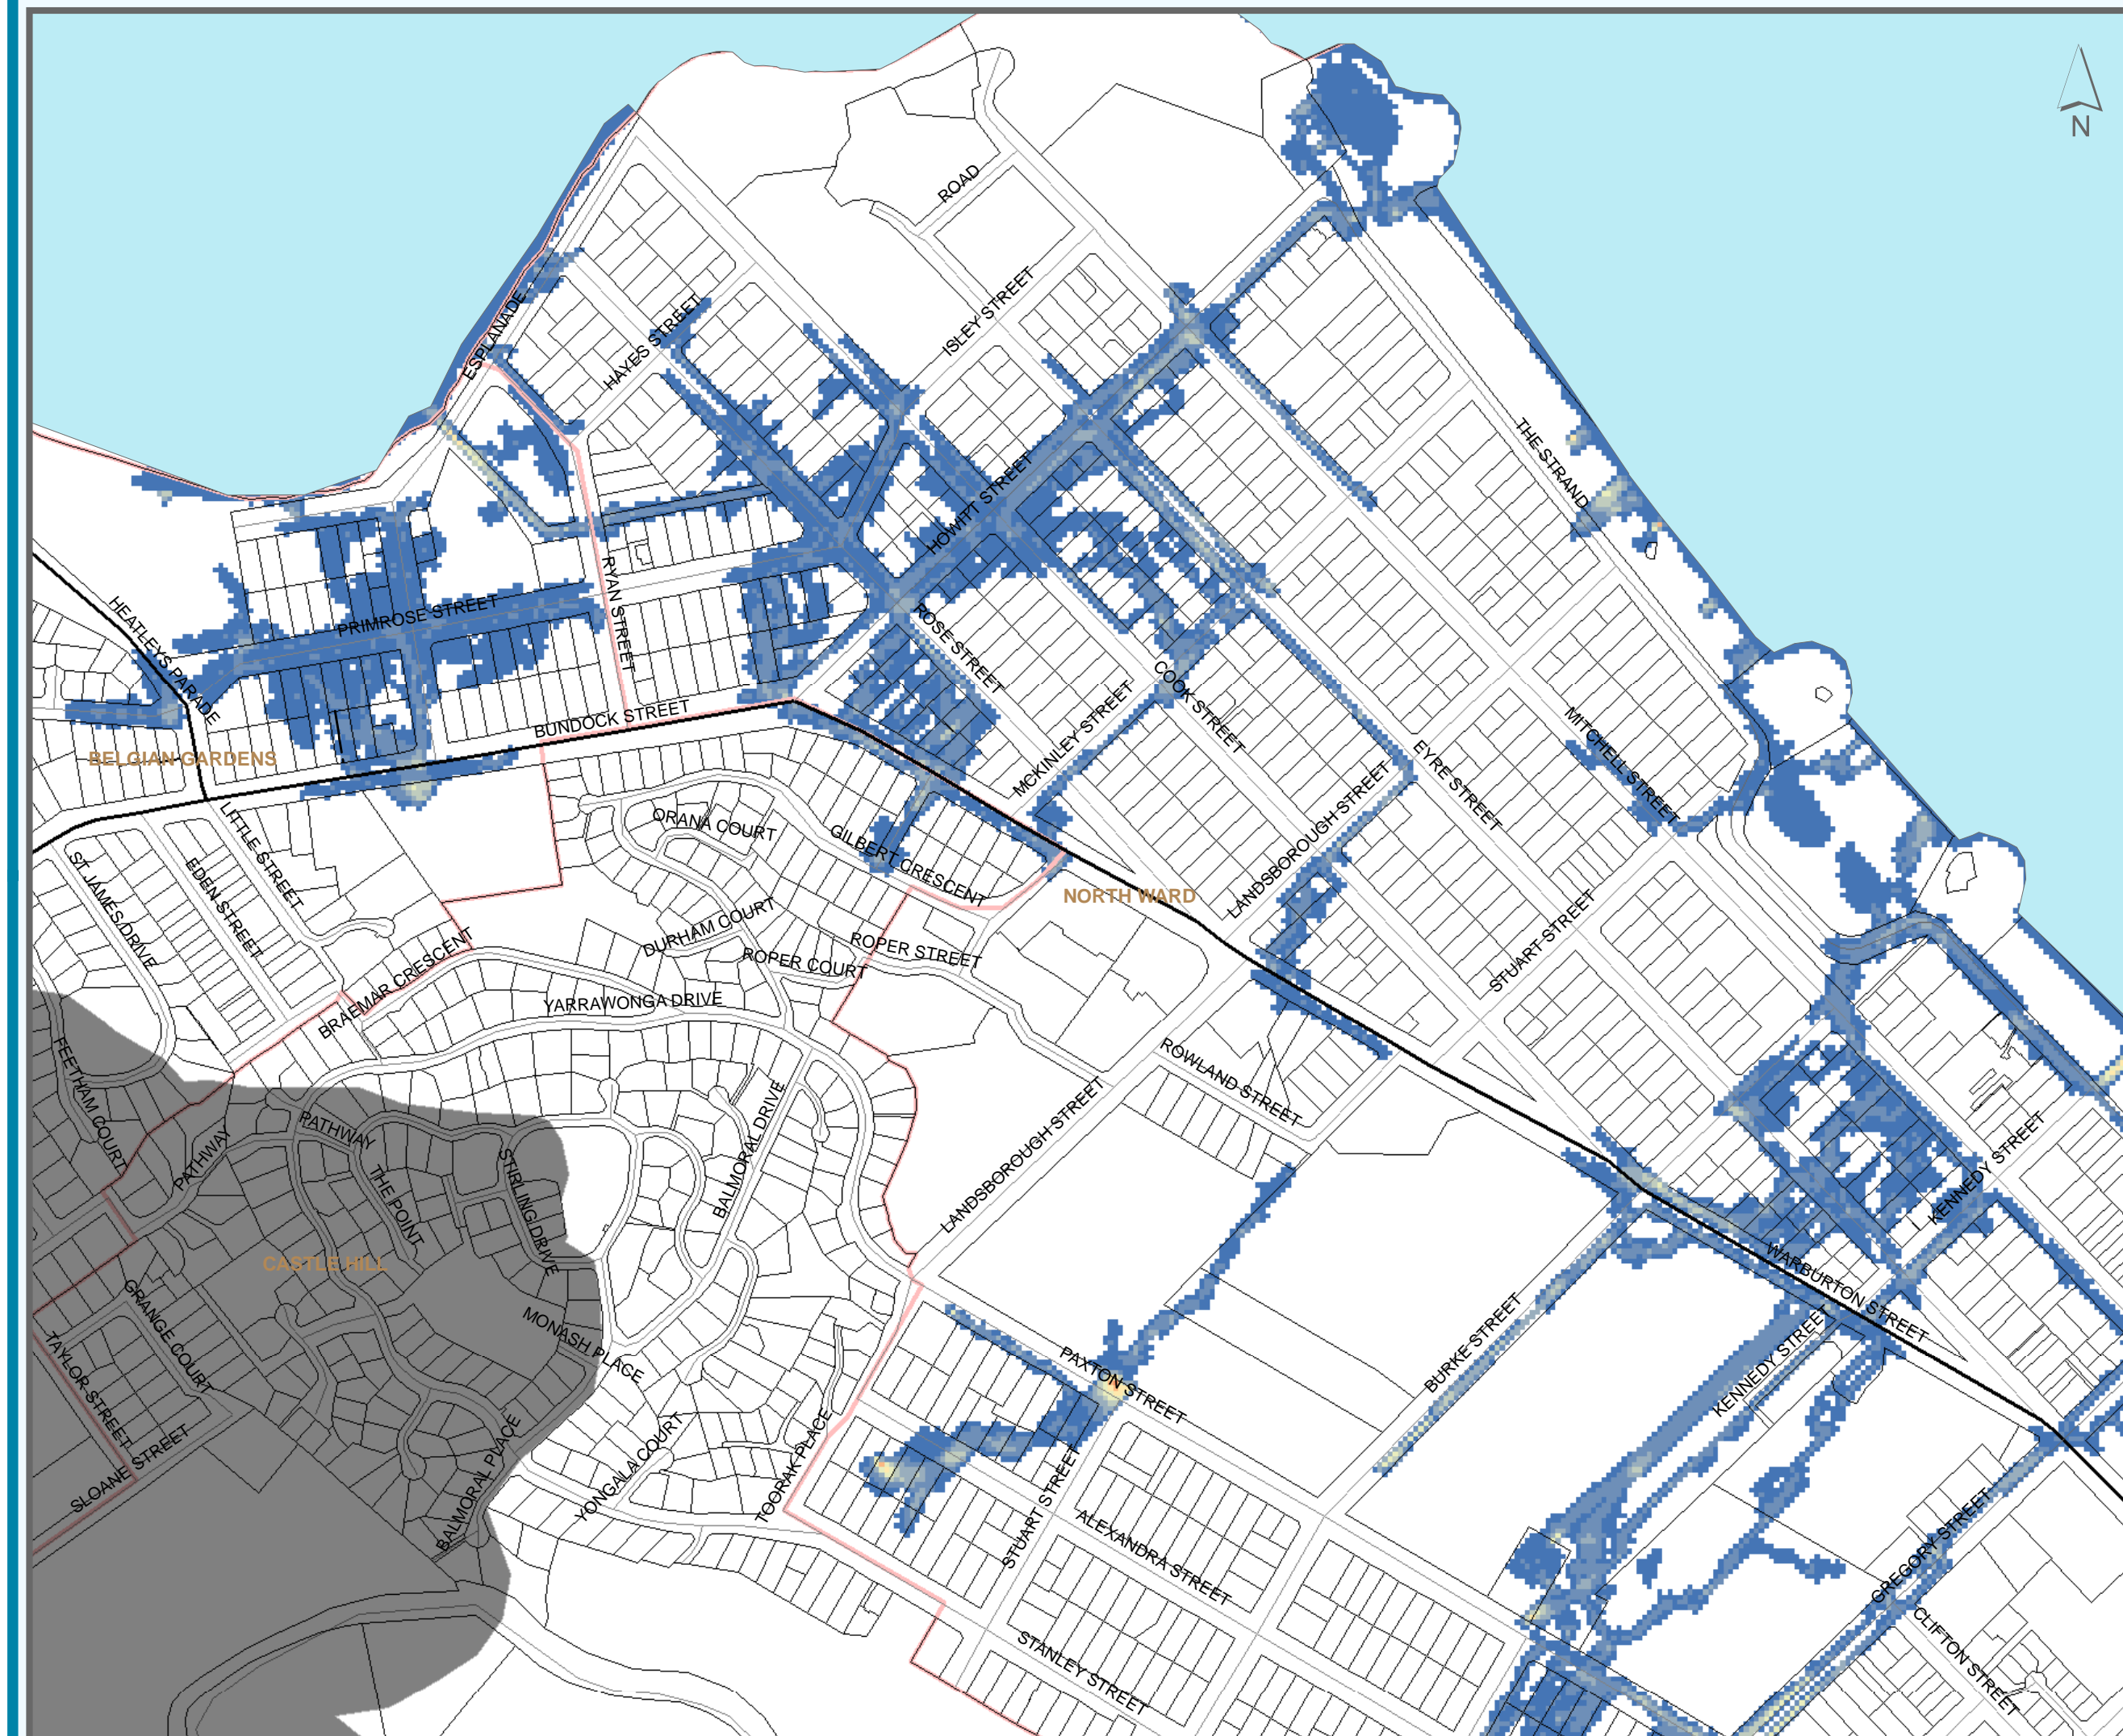 N
ROAD
ISLEY STREET
HAYES STREET
ESPLANADE
THE STRAND
HOWITT STREET
RYAN STREET
PRIMROSE STREET
HEATLEYS PARADE
ROSE STREET
COOK STREET
MCKINLEY STREET
BUNDOCK STREET
MITCHELL STREET
EYRE STREET
BELGIAN GARDENS
LITTLE STREET
ORANA COURT
GILBERT CRESCENT
LANDSBOROUGH STREET
NORTH WARD
ST JAMES DRIVE
EDEN STREET
DURHAM COURT
ROPER STREET
ROPER COURT
STUART STREET
BRAEMAR CRESCENT
YARRAWONGA DRIVE
FEETHAM COURT
ROWLAND STREET
PATHWAY
PATHWAY
THE POINT
STIRLING DRIVE
BALMORAL DRIVE
LANDSBOROUGH STREET
KENNEDY STREET
CASTLE HILL
WARBURTON STREET
GRANGE COURT
MONASH PLACE
PAXTON STREET
BURKE STREET
KENNEDY STREET
TAYLOR STREET
SLOANE STREET
BALMORAL PLACE
YONGALA COURT
TOORAK PLACE
STUART STREET
ALEXANDRA STREET
GREGORY STREET
CLIFTON STREET
STANLEY STREET